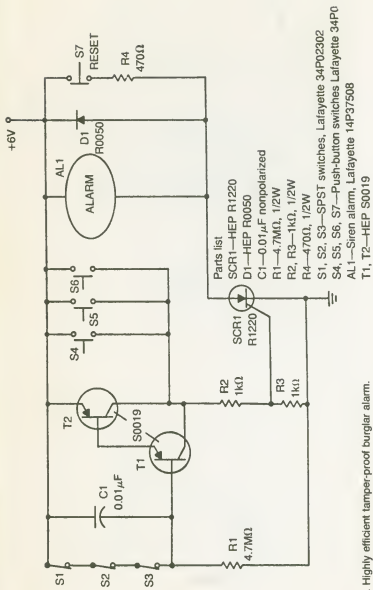 +6V
S7
RESET
R4
470Ω
D1
R0050
AL1
ALARM
S6
S5
S4
T2
S0019
T1
C1
0.01µF
S1
S2
S3
R1
4.7MΩ
R2
1kΩ
R3
1kΩ
SCR1
R1220
Parts list
SCR1—HEP R1220
D1—HEP R0050
C1—0.01µF nonpolarized
R1—4.7MΩ, 1/2W
R2, R3—1kΩ, 1/2W
R4—470Ω, 1/2W
S1, S2, S3—SPST switches, Lafayette 34P02302
S4, S5, S6, S7—Push-button switches Lafayette 34P0
AL1—Siren alarm, Lafayette 14P37508
T1, T2—HEP S0019
. Highly efficient tamper-proof burglar alarm.